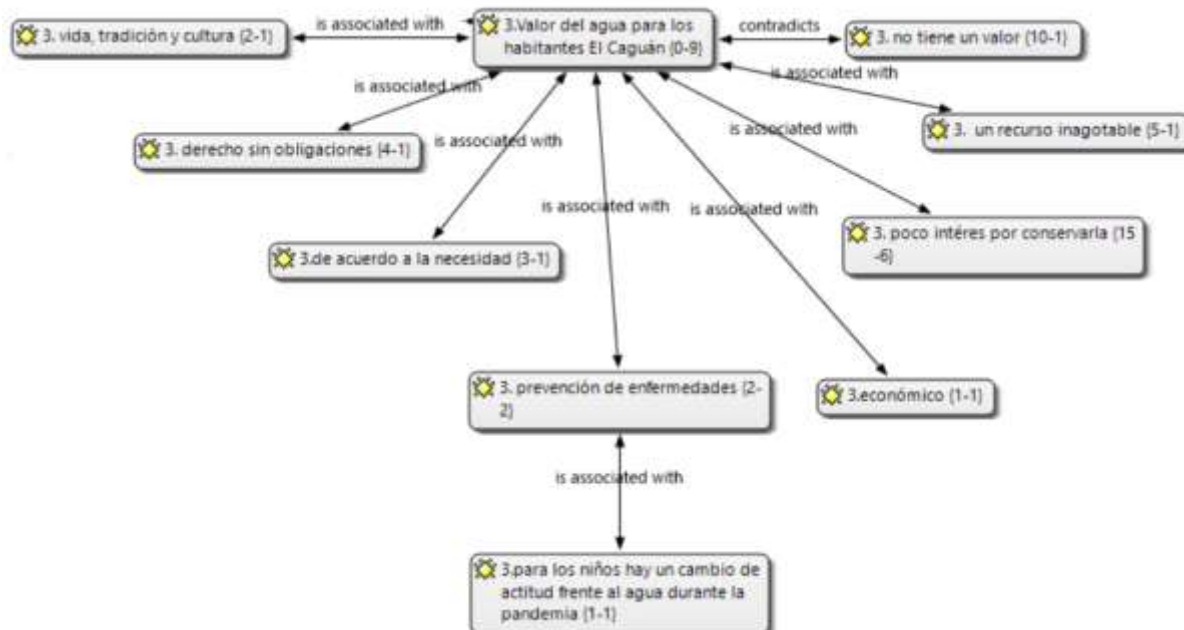 is associated with
3. vida, tradición y cultura {2-1}
3.Valor del agua para los
habitantes El Caguán {0-9}
contradicts
3. no tiene un valor {10-1}
is associated with
is associated with
3. derecho sin obligaciones {4-1}
is associated with
is associated with
3. un recurso inagotable {5-1}
is associated with
is associated with
3. poco intéres por conservarla {15
-6}
3.de acuerdo a la necesidad {3-1}
3. prevención de enfermedades {2-
2}
3.económico {1-1}
is associated with
3.para los niños hay un cambio de
actitud frente al agua durante la
pandemia {1-1}